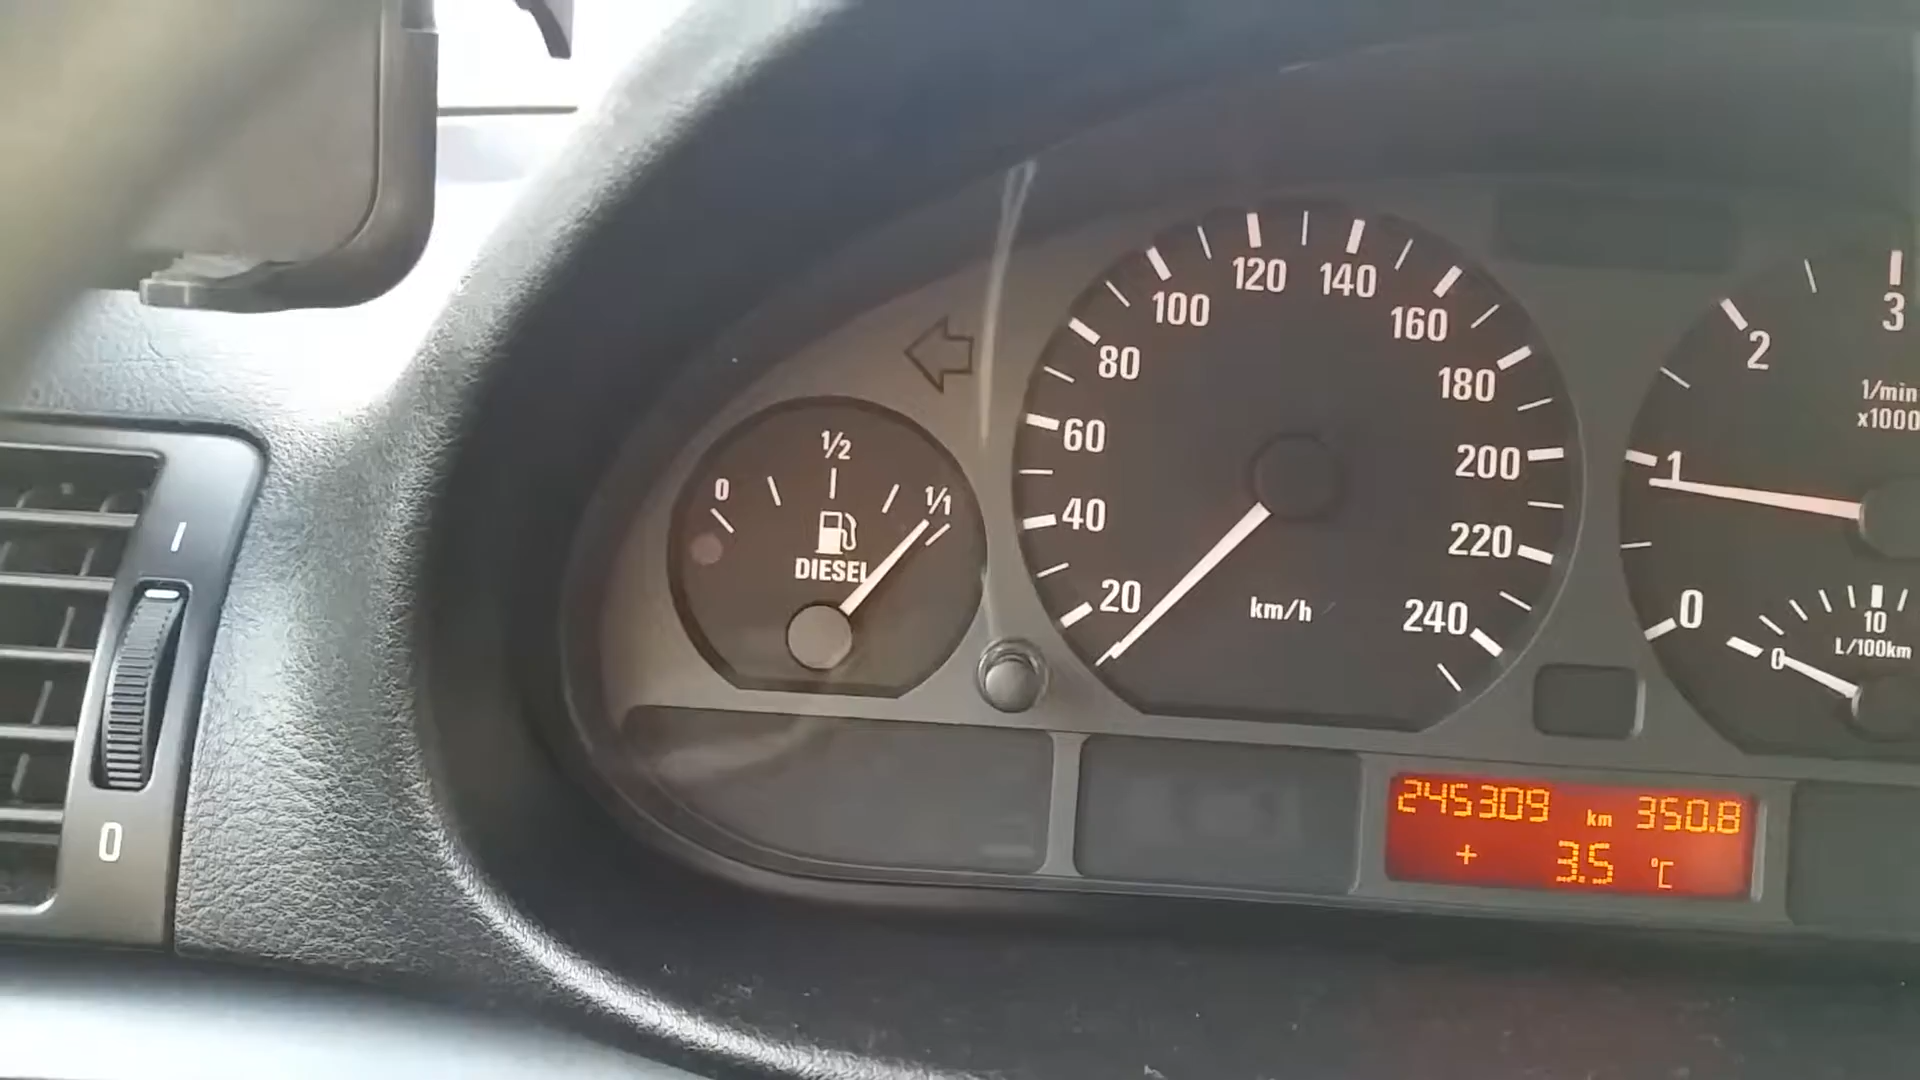 0 1/2 1/1
DIESEL
20 40 60 80 100 120 140 160 180 200 220 240
km/h
0 1 2 3
1/min
x1000
0 10
L/100km
245309 km 350.8
+ 3.5 °C
I
0